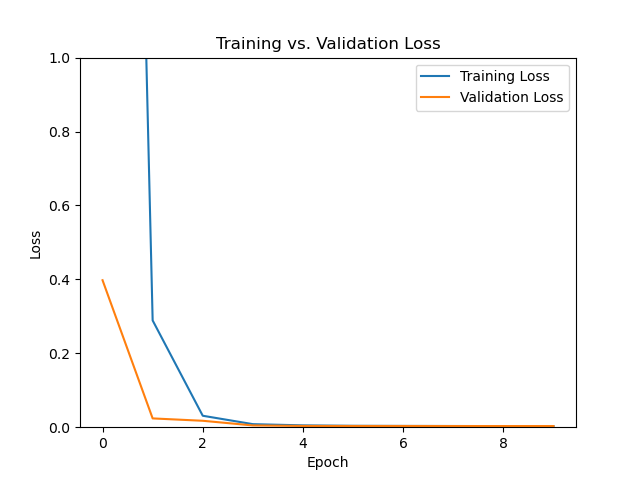 Training vs. Validation Loss
1.0
Training Loss
Validation Loss
0.8
0.6
Loss
0.4
0.2
0.0
0 2 4 6 8
Epoch